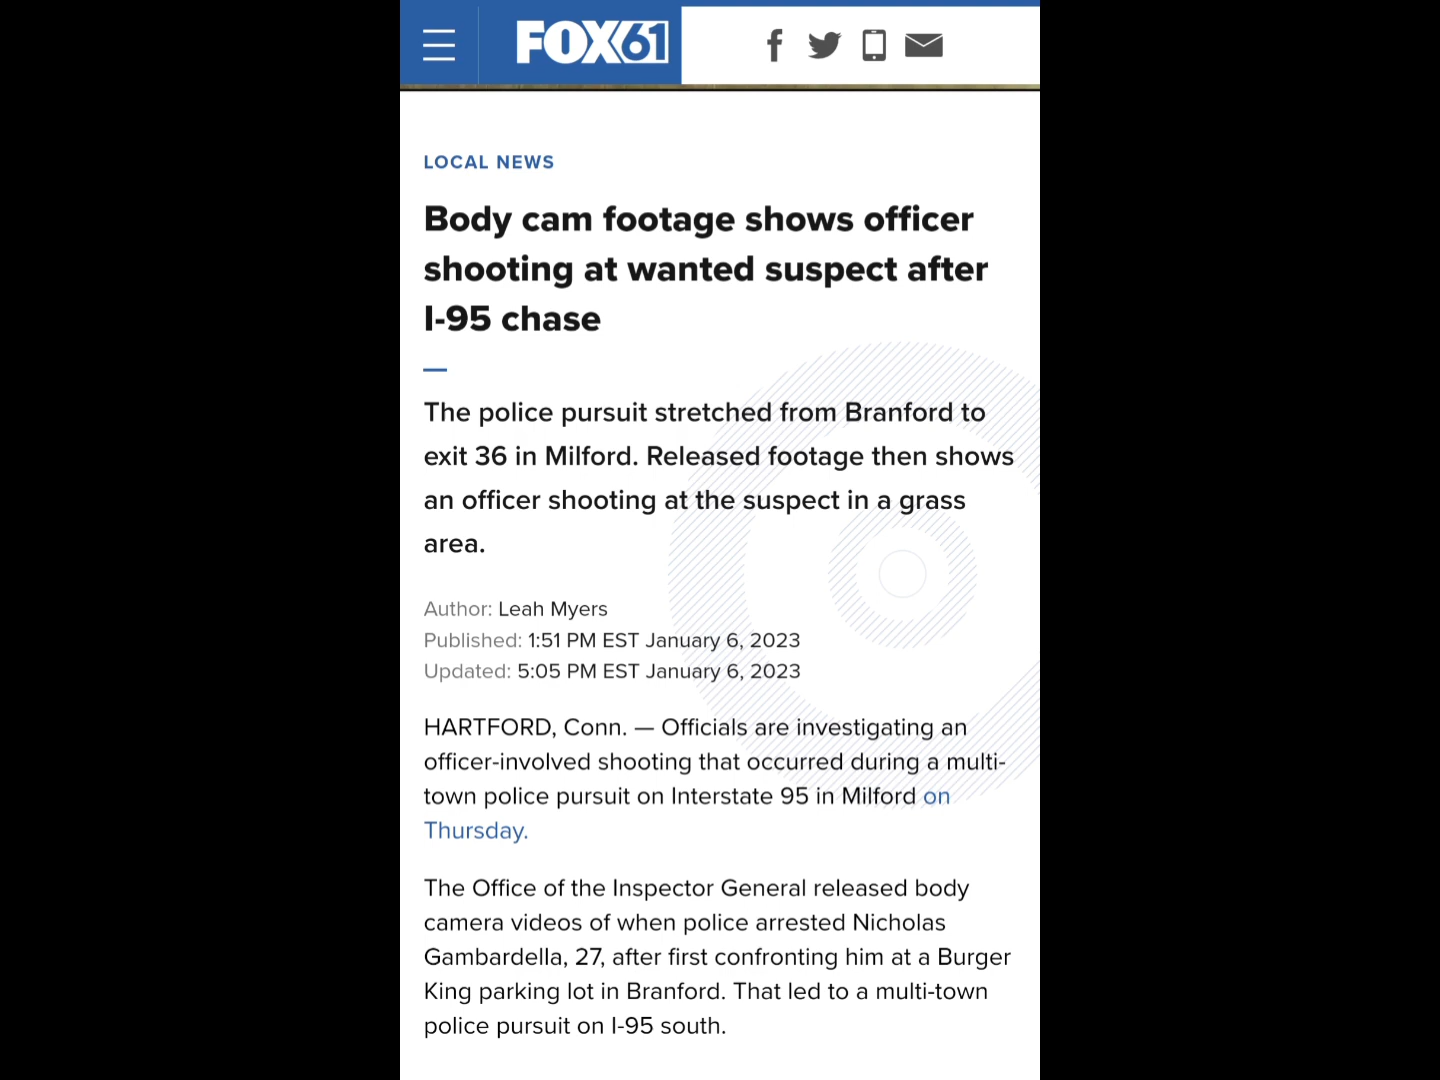 FOX61
LOCAL NEWS
Body cam footage shows officer
shooting at wanted suspect after
I-95 chase
The police pursuit stretched from Branford to
exit 36 in Milford. Released footage then shows
an officer shooting at the suspect in a grass
area.
Author: Leah Myers
Published: 1:51 PM EST January 6, 2023
Updated: 5:05 PM EST January 6, 2023
HARTFORD, Conn. — Officials are investigating an
officer-involved shooting that occurred during a multi-
town police pursuit on Interstate 95 in Milford on
Thursday.
The Office of the Inspector General released body
camera videos of when police arrested Nicholas
Gambardella, 27, after first confronting him at a Burger
King parking lot in Branford. That led to a multi-town
police pursuit on I-95 south.